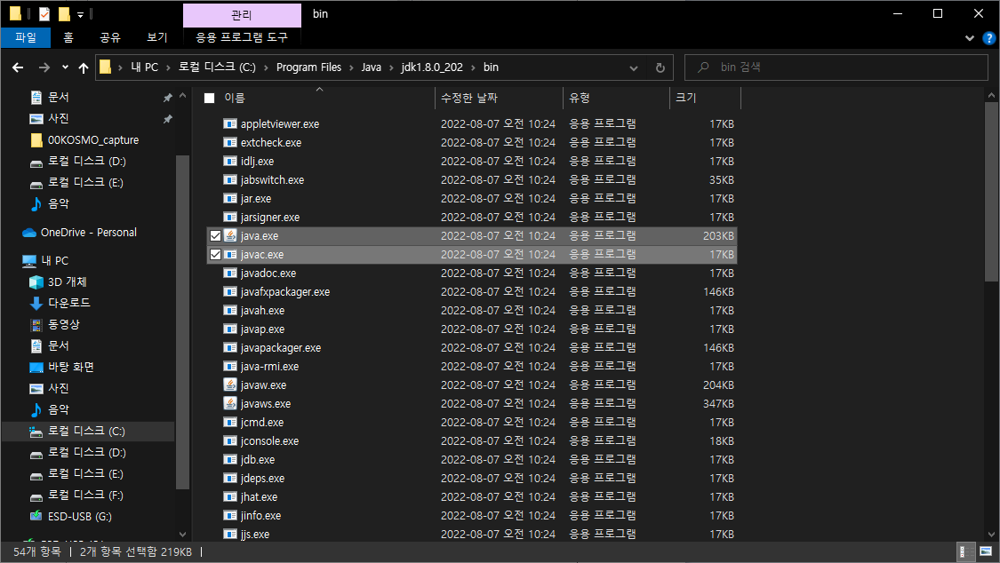 관리
bin
파일 홈 공유 보기 응용 프로그램 도구
내 PC › 로컬 디스크 (C:) › Program Files › Java › jdk1.8.0_202 › bin
bin 검색
문서
사진
00KOSMO_capture
로컬 디스크 (D:)
로컬 디스크 (E:)
음악
OneDrive - Personal
내 PC
3D 개체
다운로드
동영상
문서
바탕 화면
사진
음악
로컬 디스크 (C:)
로컬 디스크 (D:)
로컬 디스크 (E:)
로컬 디스크 (F:)
ESD-USB (G:)
이름 수정한 날짜 유형 크기
appletviewer.exe 2022-08-07 오전 10:24 응용 프로그램 17KB
extcheck.exe 2022-08-07 오전 10:24 응용 프로그램 17KB
idlj.exe 2022-08-07 오전 10:24 응용 프로그램 17KB
jabswitch.exe 2022-08-07 오전 10:24 응용 프로그램 35KB
jar.exe 2022-08-07 오전 10:24 응용 프로그램 17KB
jarsigner.exe 2022-08-07 오전 10:24 응용 프로그램 17KB
java.exe 2022-08-07 오전 10:24 응용 프로그램 203KB
javac.exe 2022-08-07 오전 10:24 응용 프로그램 17KB
javadoc.exe 2022-08-07 오전 10:24 응용 프로그램 17KB
javafxpackager.exe 2022-08-07 오전 10:24 응용 프로그램 146KB
javah.exe 2022-08-07 오전 10:24 응용 프로그램 17KB
javap.exe 2022-08-07 오전 10:24 응용 프로그램 17KB
javapackager.exe 2022-08-07 오전 10:24 응용 프로그램 146KB
java-rmi.exe 2022-08-07 오전 10:24 응용 프로그램 17KB
javaw.exe 2022-08-07 오전 10:24 응용 프로그램 204KB
javaws.exe 2022-08-07 오전 10:24 응용 프로그램 347KB
jcmd.exe 2022-08-07 오전 10:24 응용 프로그램 17KB
jconsole.exe 2022-08-07 오전 10:24 응용 프로그램 18KB
jdb.exe 2022-08-07 오전 10:24 응용 프로그램 17KB
jdeps.exe 2022-08-07 오전 10:24 응용 프로그램 17KB
jhat.exe 2022-08-07 오전 10:24 응용 프로그램 17KB
jinfo.exe 2022-08-07 오전 10:24 응용 프로그램 17KB
jjs.exe 2022-08-07 오전 10:24 응용 프로그램 17KB
54개 항목 | 2개 항목 선택함 219KB |